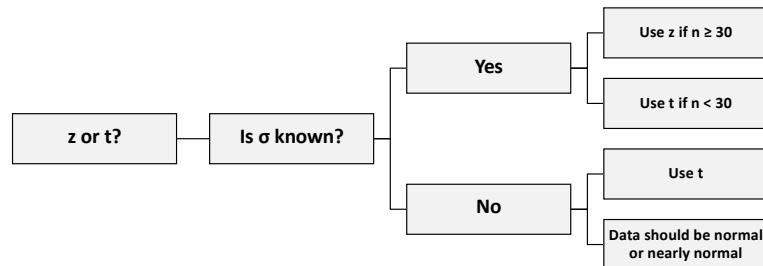 z or t?
Is σ known?
Yes
Use z if n ≥ 30
Use t if n < 30
No
Use t
Data should be normal
or nearly normal